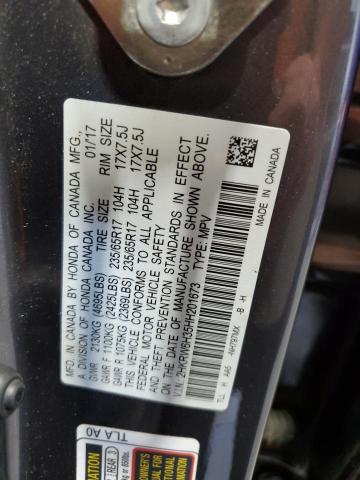 MFD. IN CANADA BY HONDA OF CANADA MFG.,
A DIVISION OF HONDA CANADA INC. 01/17
TIRE SIZE RIM SIZE
GVWR 2130KG (4695LBS)
GAWR F 1100KG (2425LBS) 235/65R17 104H 17X7.5J
GAWR R 1075KG (2369LBS) 235/65R17 104H 17X7.5J
THIS VEHICLE CONFORMS TO ALL APPLICABLE
FEDERAL MOTOR VEHICLE SAFETY
AND THEFT PREVENTION STANDARDS IN EFFECT
ON THE DATE OF MANUFACTURE SHOWN ABOVE.
V.I.N.: 2HKRW6H35HH201673 TYPE: MPV
TLL H AA6 -NH797MX -B -H
MADE IN CANADA
TLA A0